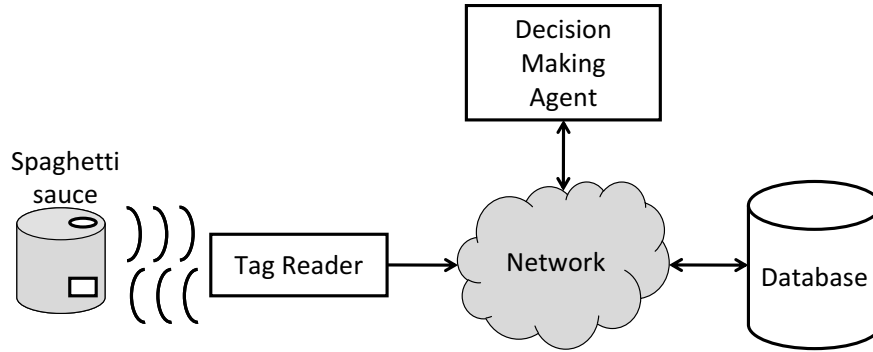 Decision
Making
Agent
Spaghetti
sauce
Tag Reader
Network
Database